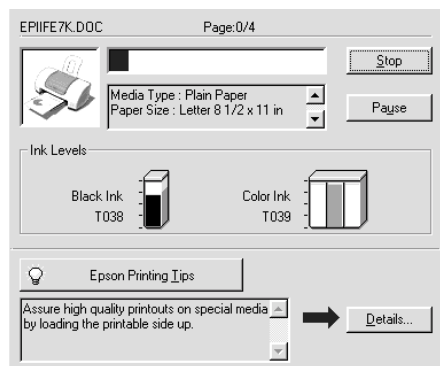 EPIIFE7K.DOC Page:0/4
Stop
Media Type : Plain Paper
Paper Size : Letter 8 1/2 x 11 in
Pause
Ink Levels
Black Ink
T038
Color Ink
T039
Epson Printing Tips
Assure high quality printouts on special media
by loading the printable side up.
Details...